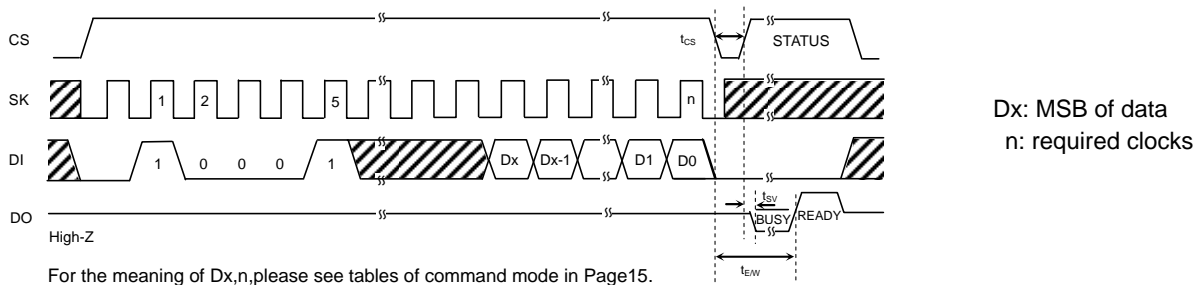 CS
tCS
STATUS
SK
1 2 5 n
DI
1 0 0 0 1 Dx Dx-1 D1 D0
tSV
DO
BUSY
READY
High-Z
tE/W
For the meaning of Dx,n,please see tables of command mode in Page15.
Dx: MSB of data
n: required clocks